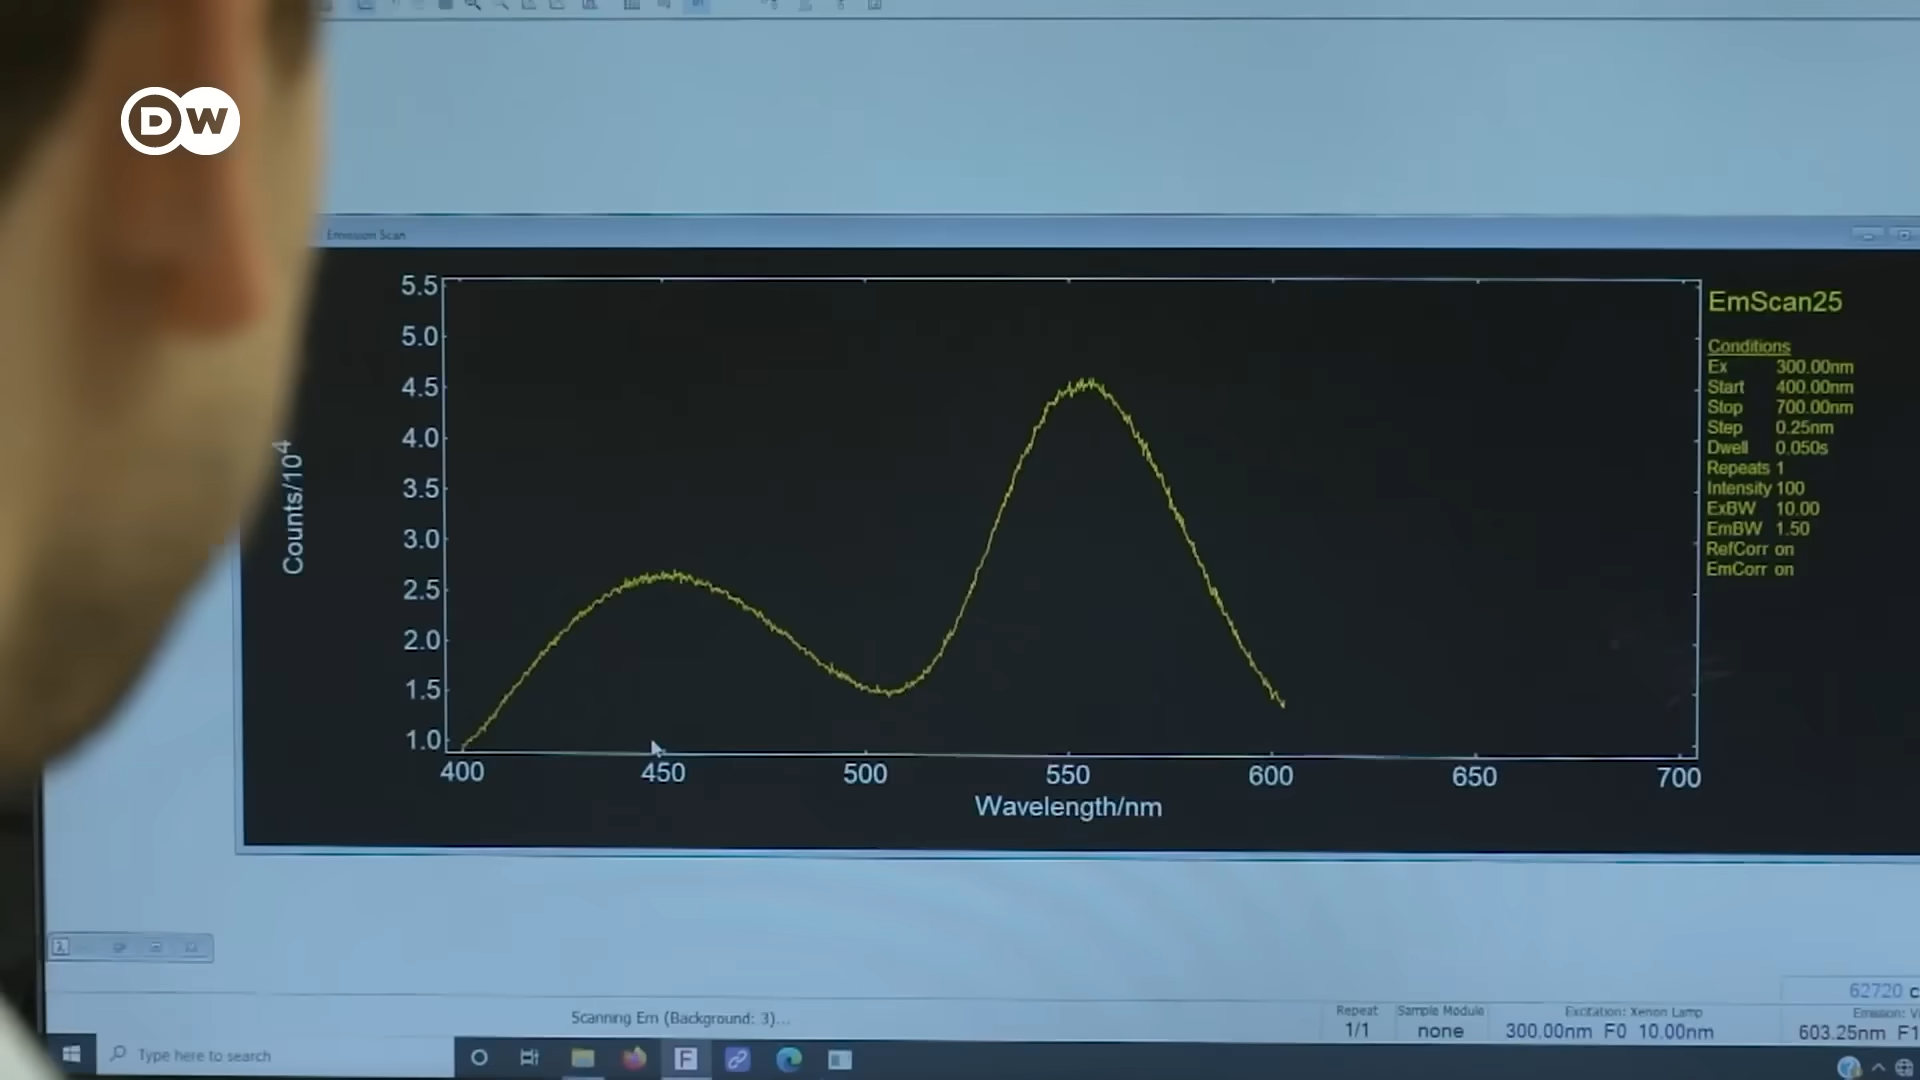 DW
Emission Scan
5.5
5.0
4.5
4.0
3.5
3.0
2.5
2.0
1.5
1.0
Counts/10⁴
400 450 500 550 600 650 700
Wavelength/nm
EmScan25
Conditions
Ex 300.00nm
Start 400.00nm
Stop 700.00nm
Step 0.25nm
Dwell 0.050s
Repeats 1
Intensity 100
ExBW 10.00
EmBW 1.50
RefCorr on
EmCorr on
62720 c
Scanning Em (Background: 3)...
Repeat
1/1
Sample Module
none
Excitation: Xenon Lamp
300.00nm F0 10.00nm
Emission: V
603.25nm F1
Type here to search
F